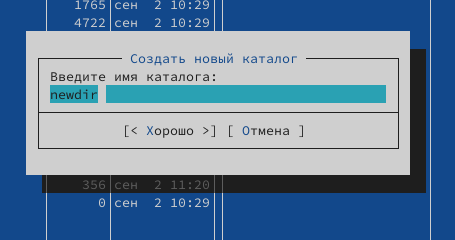 1765 сен 2 10:29
4722 сен 2 10:29
Создать новый каталог
Введите имя каталога:
newdir
[< Хорошо >] [ Отмена ]
356 сен 2 11:20
0 сен 2 10:29